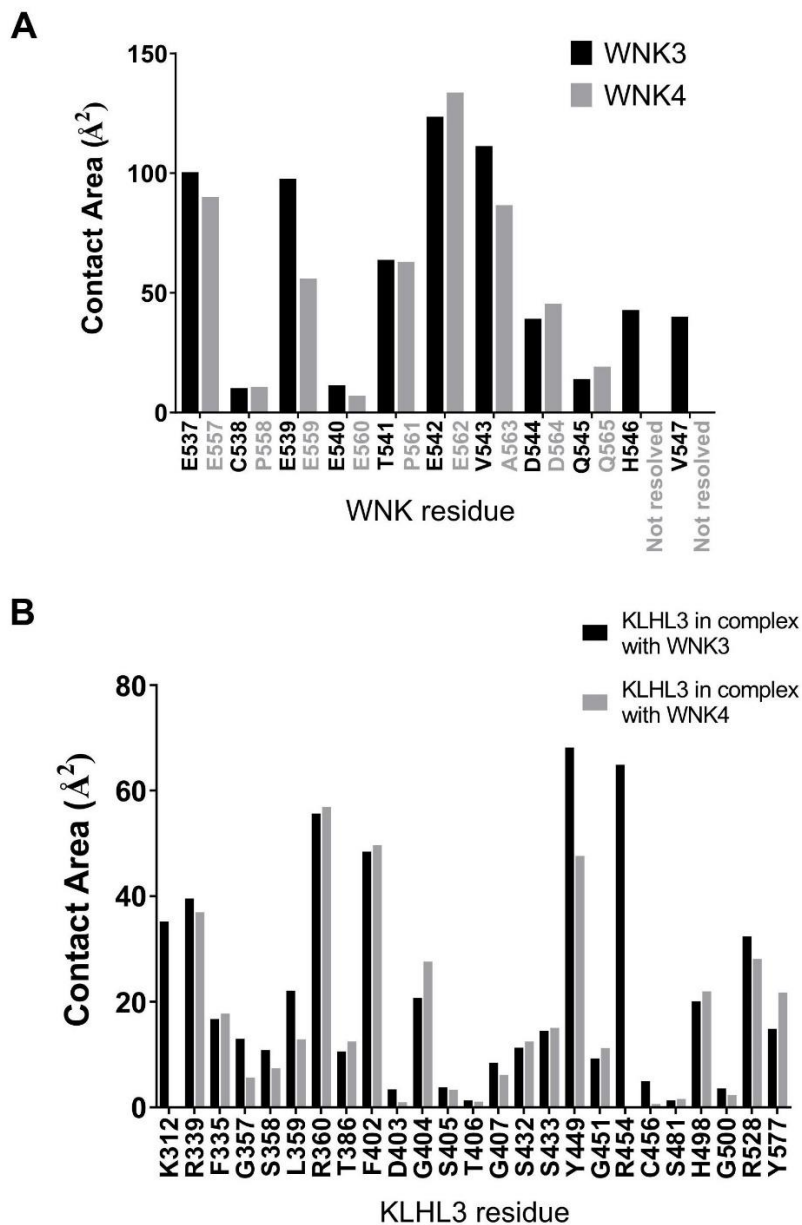 A
WNK3
WNK4
Contact Area (Å²)
150
100
50
0
E537
E557
C538
P558
E539
E559
E540
E560
T541
P561
E542
E562
V543
A563
D544
D564
Q545
Q565
H546
Not resolved
V547
Not resolved
WNK residue
B
KLHL3 in complex
with WNK3
KLHL3 in complex
with WNK4
Contact Area (Å²)
80
60
40
20
0
K312
R339
F335
G357
S358
L359
R360
T386
F402
D403
G404
S405
T406
G407
S432
S433
Y449
G451
R454
C456
S481
H498
G500
R528
Y577
KLHL3 residue